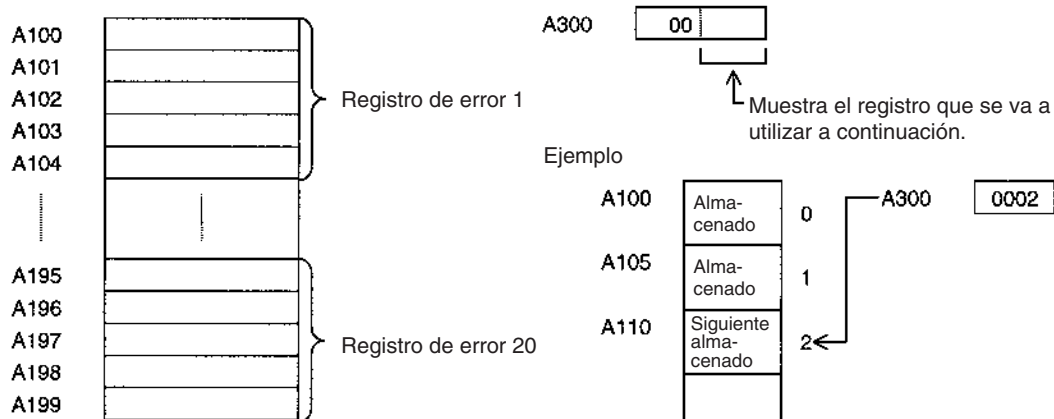 A100
A101
A102
A103
A104
Registro de error 1
A195
A196
A197
A198
A199
Registro de error 20
A300
00
Muestra el registro que se va a
utilizar a continuación.
Ejemplo
A100
Alma-
cenado
0
A300
0002
A105
Alma-
cenado
1
A110
Siguiente
alma-
cenado
2